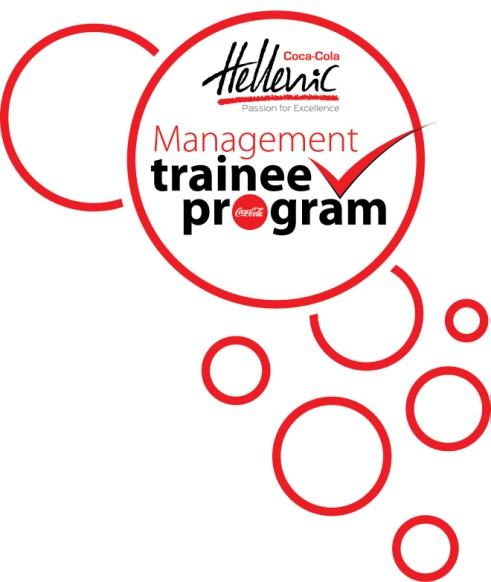 Coca-Cola
Hellenic
Passion for Excellence
Management
trainee
program
Coca-Cola